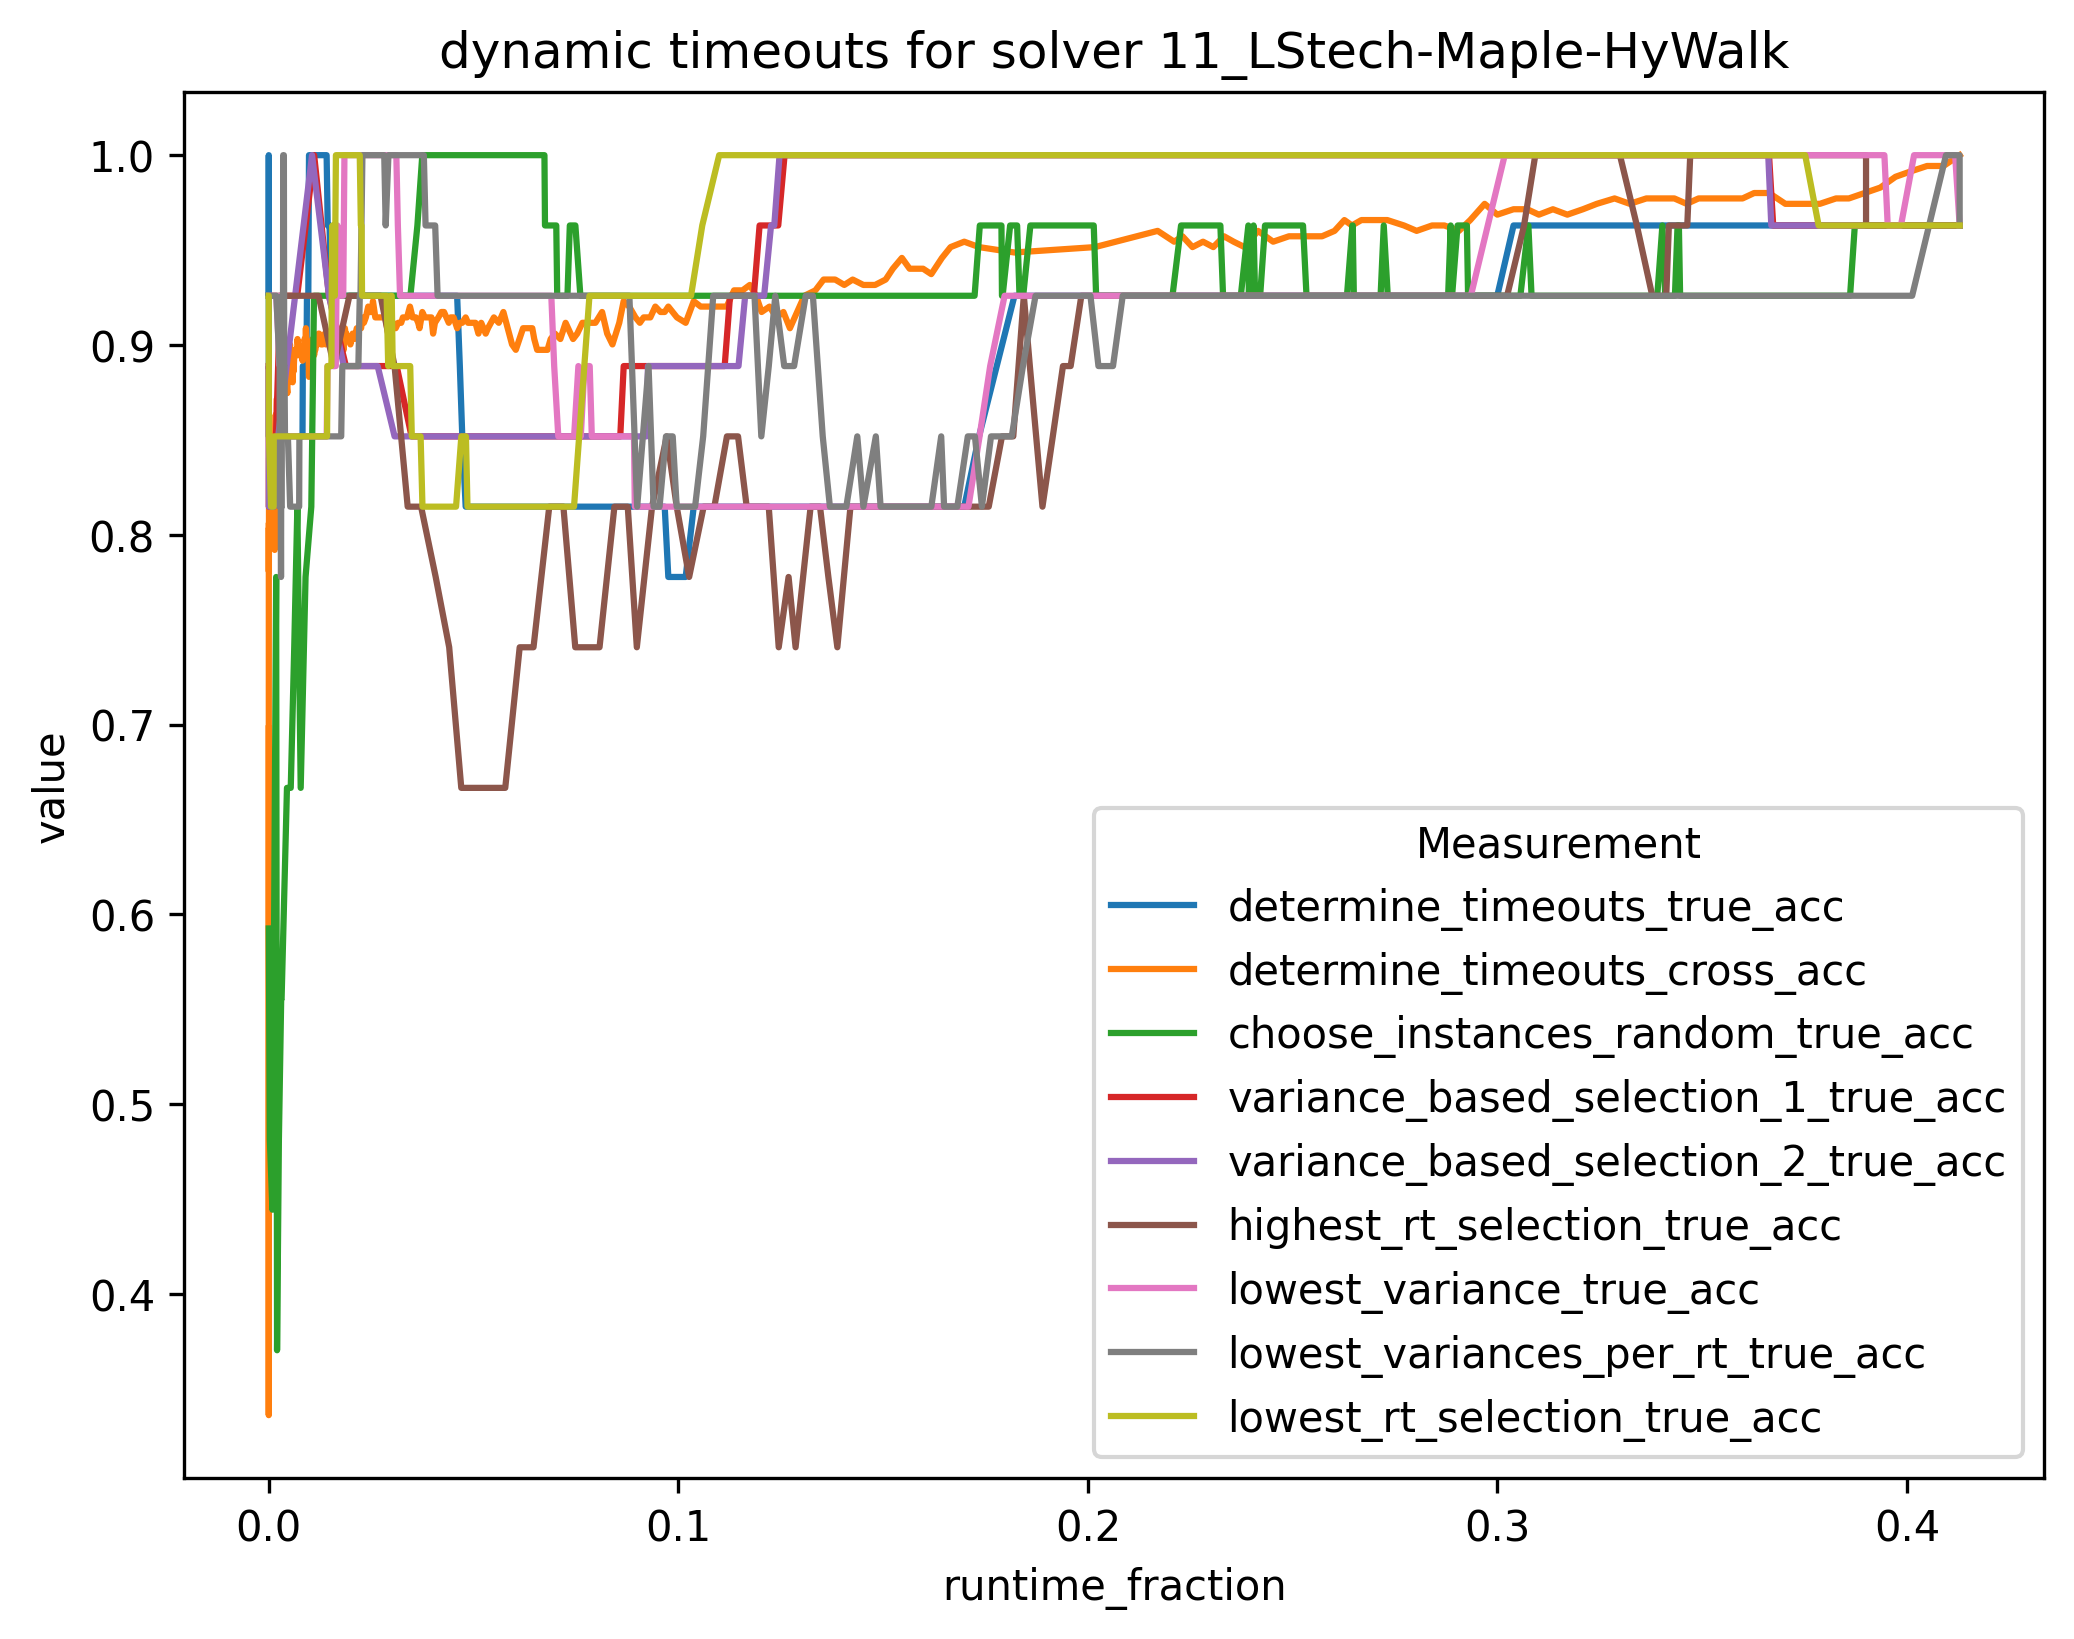 dynamic timeouts for solver 11_LStech-Maple-HyWalk
value
1.0
0.9
0.8
0.7
0.6
0.5
0.4
Measurement
determine_timeouts_true_acc
determine_timeouts_cross_acc
choose_instances_random_true_acc
variance_based_selection_1_true_acc
variance_based_selection_2_true_acc
highest_rt_selection_true_acc
lowest_variance_true_acc
lowest_variances_per_rt_true_acc
lowest_rt_selection_true_acc
0.0 0.1 0.2 0.3 0.4
runtime_fraction